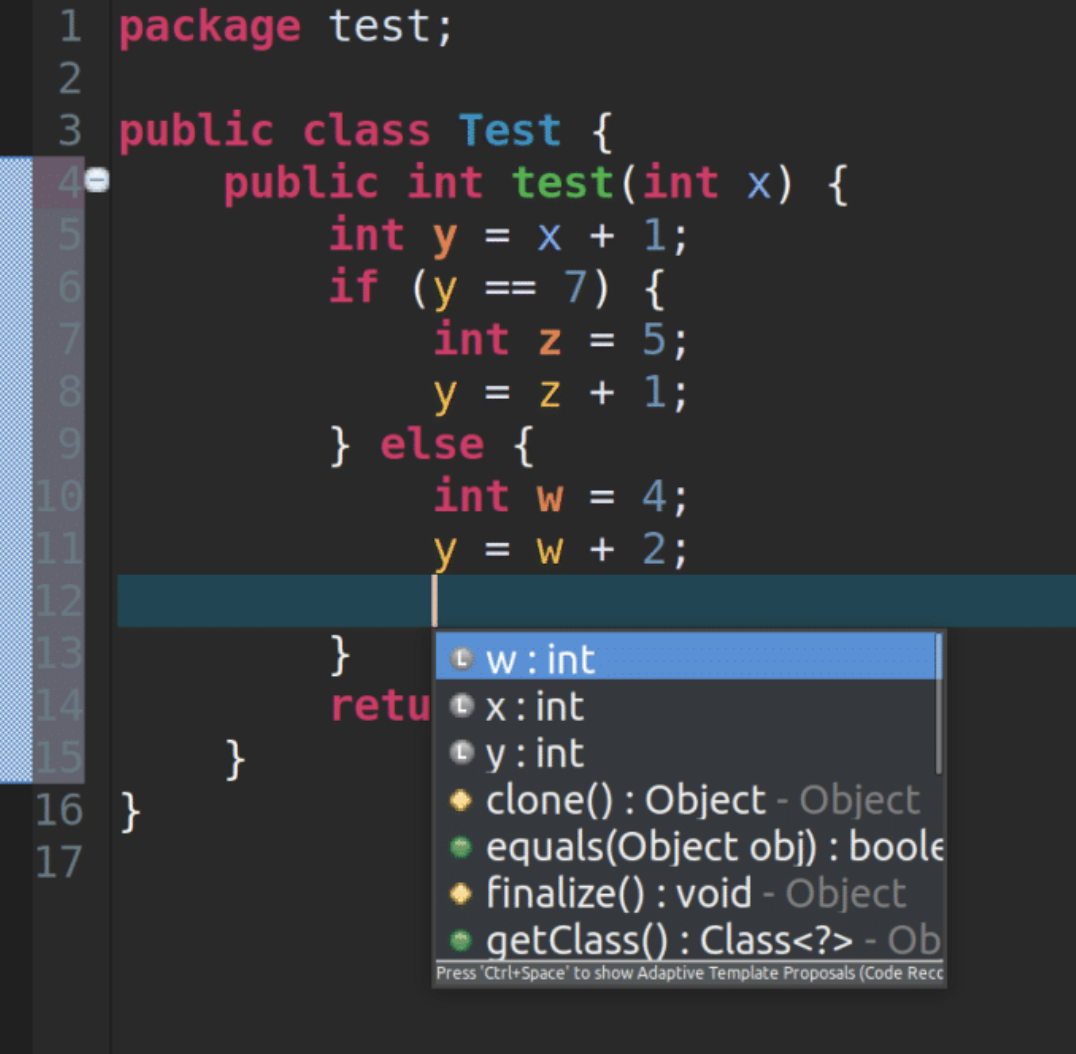 1 package test;
2
3 public class Test {
4     public int test(int x) {
5         int y = x + 1;
6         if (y == 7) {
7             int z = 5;
8             y = z + 1;
9         } else {
10             int w = 4;
11             y = w + 2;
12
13         }
14         retu
15     }
16 }
17
L w : int
L x : int
L y : int
clone() : Object - Object
equals(Object obj) : boole
finalize() : void - Object
getClass() : Class<?> - Ob
Press 'Ctrl+Space' to show Adaptive Template Proposals (Code Reco